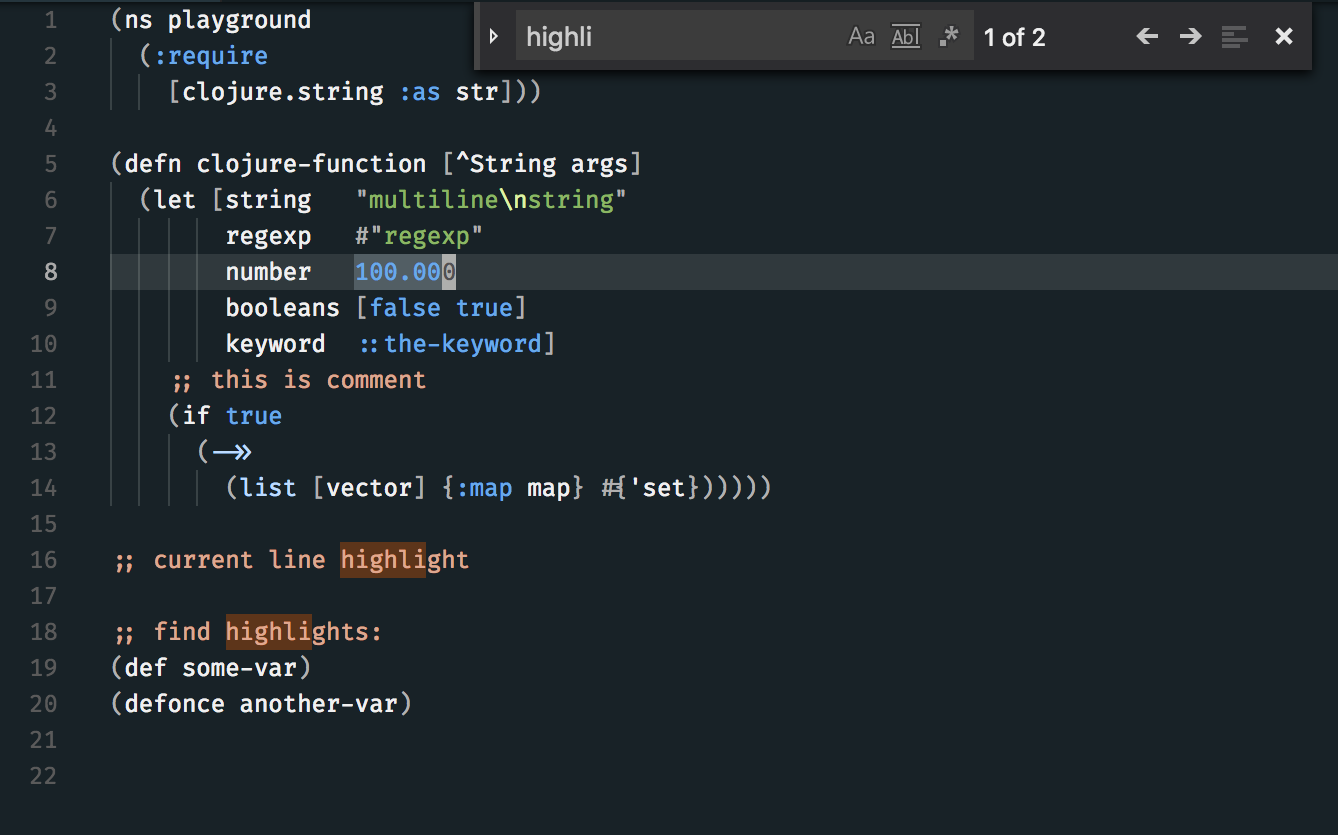 highli Aa Abl .* 1 of 2
1 (ns playground
2   (:require
3     [clojure.string :as str]))
4
5 (defn clojure-function [^String args]
6   (let [string   "multiline\nstring"
7         regexp   #"regexp"
8         number   100.000
9         booleans [false true]
10         keyword  ::the-keyword]
11     ;; this is comment
12     (if true
13       (->>
14         (list [vector] {:map map} #{'set})))))
15
16 ;; current line highlight
17
18 ;; find highlights:
19 (def some-var)
20 (defonce another-var)
21
22